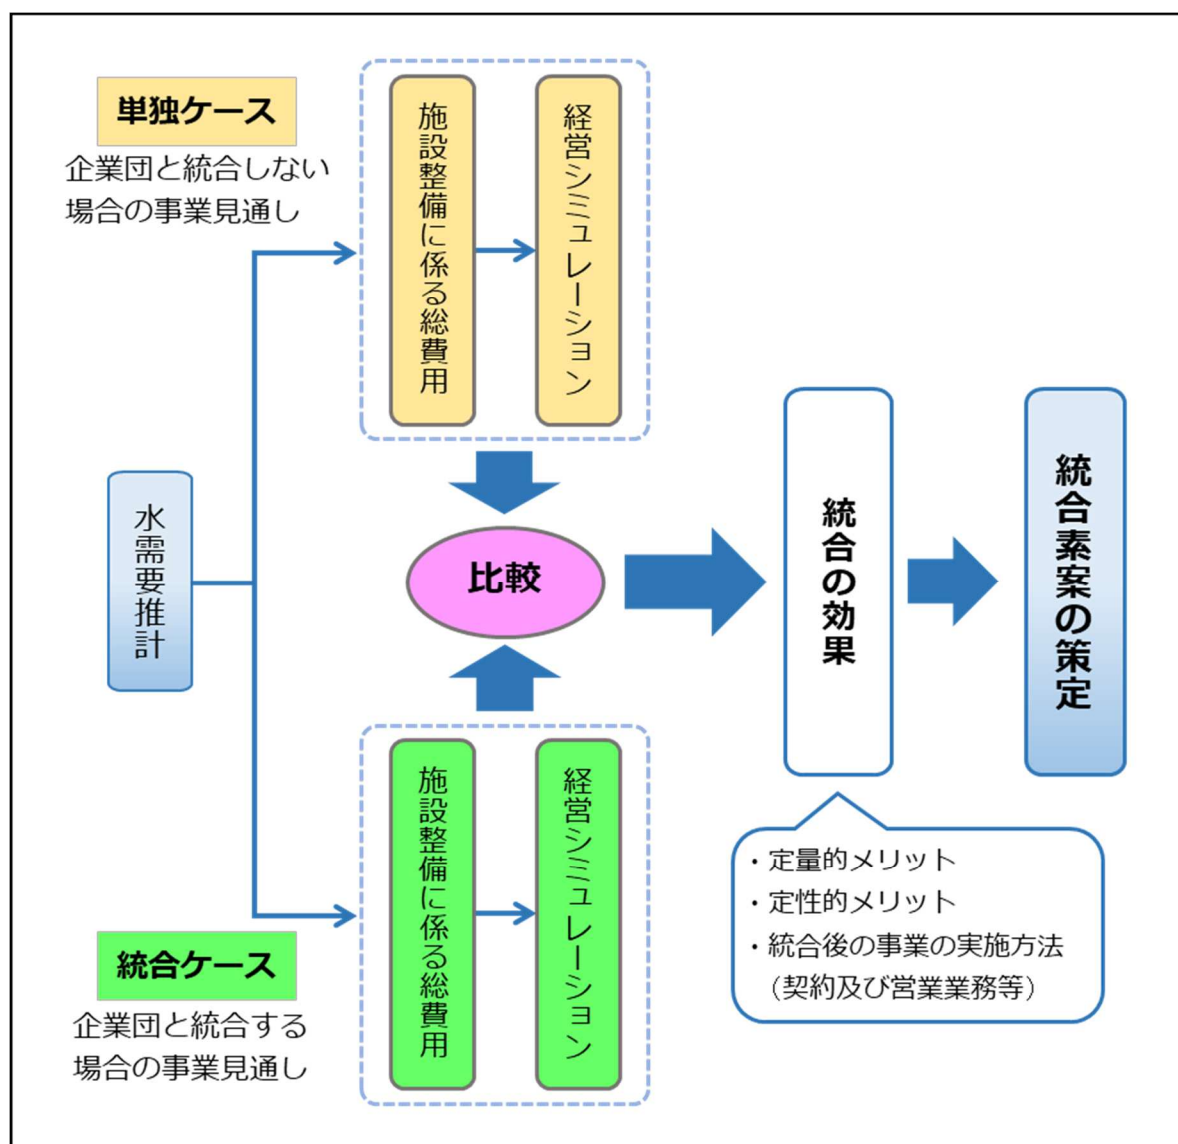 単独ケース
企業団と統合しない
場合の事業見通し
施設整備に係る総費用
経営シミュレーション
水需要推計
比較
統合の効果
統合素案の策定
統合ケース
企業団と統合する
場合の事業見通し
施設整備に係る総費用
経営シミュレーション
・定量的メリット
・定性的メリット
・統合後の事業の実施方法
（契約及び営業業務等）